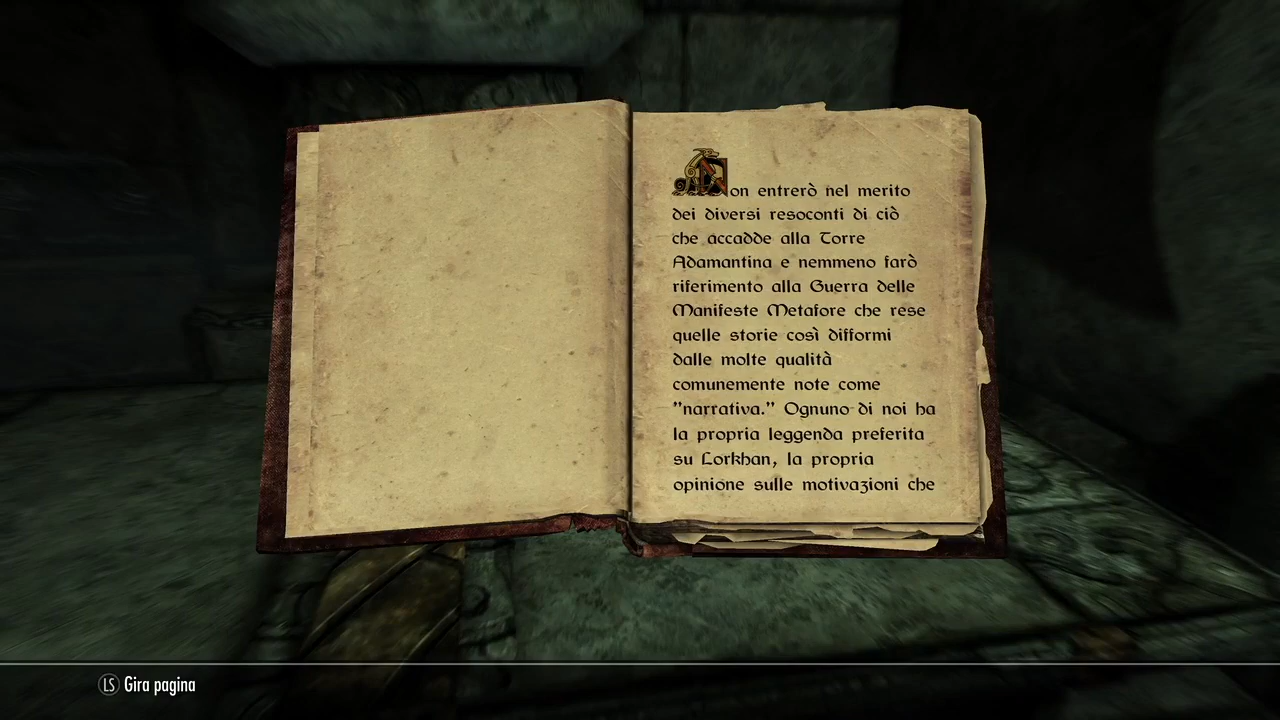 Non entrerò nel merito
dei diversi resoconti di ciò
che accadde alla Torre
Adamantina e nemmeno farò
riferimento alla Guerra delle
Manifeste Metafore che rese
quelle storie così difformi
dalle molte qualità
comunemente note come
"narrativa." Ognuno di noi ha
la propria leggenda preferita
su Lorkhan, la propria
opinione sulle motivazioni che
LS Gira pagina